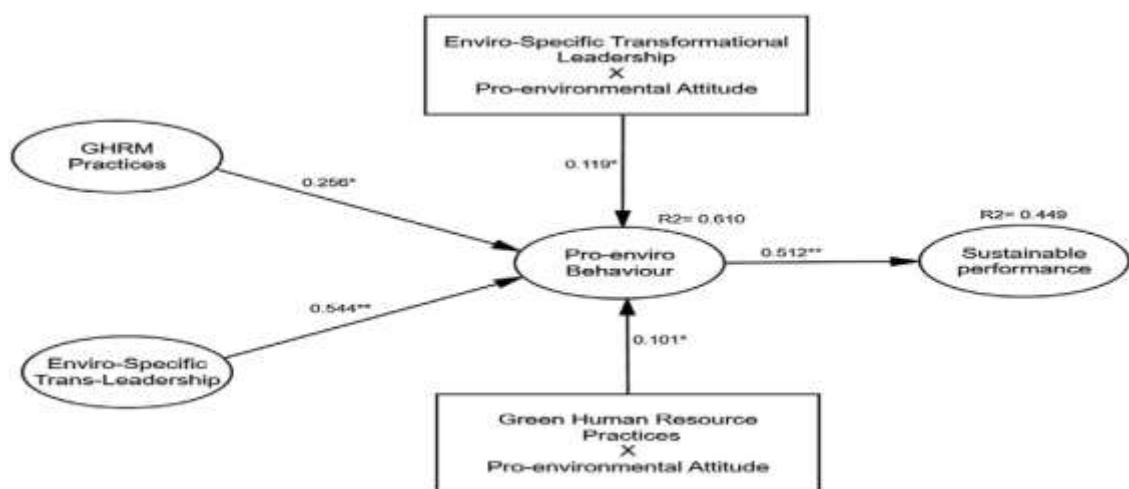 Enviro-Specific Transformational
Leadership
X
Pro-environmental Attitude
GHRM
Practices
0.256*
0.119*
R2= 0.610
R2= 0.449
Pro-enviro
Behaviour
0.512**
Sustainable
performance
0.544**
0.101*
Enviro-Specific
Trans-Leadership
Green Human Resource
Practices
X
Pro-environmental Attitude